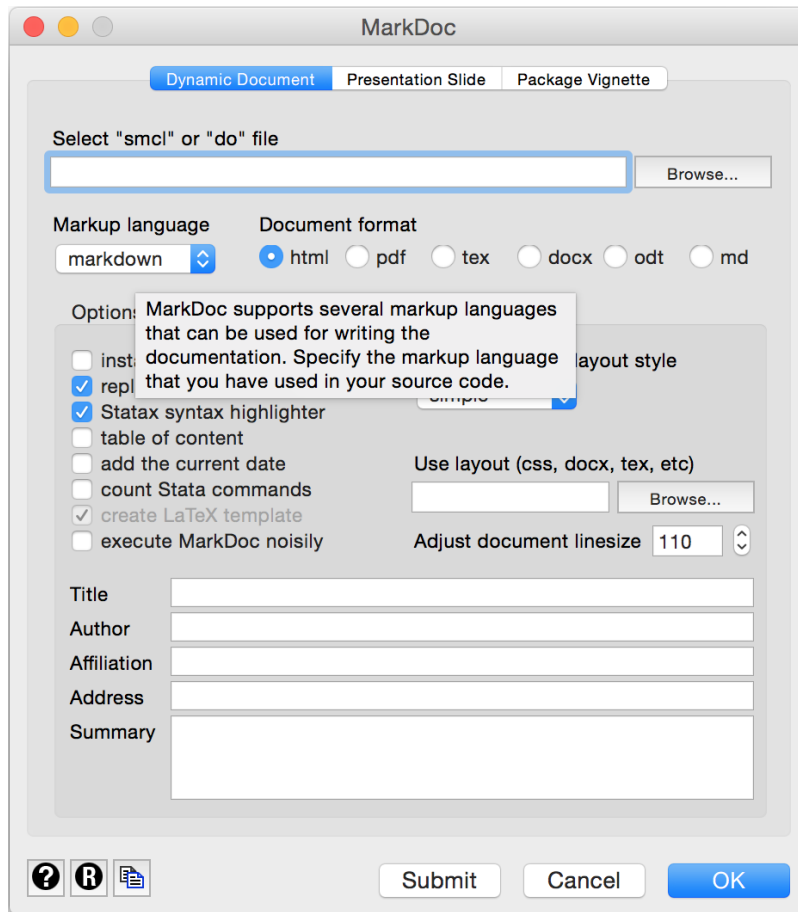 MarkDoc
Dynamic Document Presentation Slide Package Vignette
Select "smcl" or "do" file
Browse...
Markup language Document format
markdown html pdf tex docx odt md
MarkDoc supports several markup languages
that can be used for writing the
documentation. Specify the markup language
that you have used in your source code.
layout style
Statax syntax highlighter
table of content
add the current date
Use layout (css, docx, tex, etc)
count Stata commands
Browse...
create LaTeX template
execute MarkDoc noisily
Adjust document linesize 110
Title
Author
Affiliation
Address
Summary
? R
Submit Cancel OK